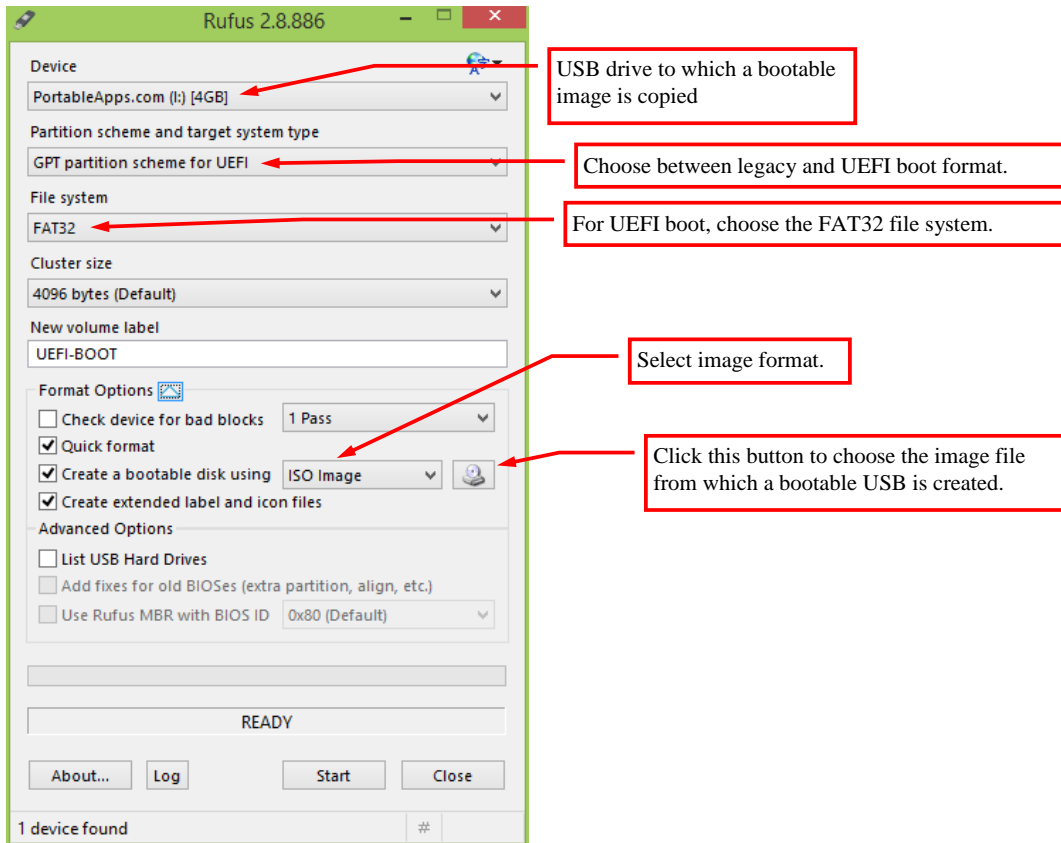 Rufus 2.8.886
Device
USB drive to which a bootable
image is copied
PortableApps.com (I:) [4GB]
Partition scheme and target system type
GPT partition scheme for UEFI
Choose between legacy and UEFI boot format.
File system
FAT32
For UEFI boot, choose the FAT32 file system.
Cluster size
4096 bytes (Default)
New volume label
UEFI-BOOT
Select image format.
Format Options
Check device for bad blocks 1 Pass
Quick format
Create a bootable disk using ISO Image
Click this button to choose the image file
from which a bootable USB is created.
Create extended label and icon files
Advanced Options
List USB Hard Drives
Add fixes for old BIOSes (extra partition, align, etc.)
Use Rufus MBR with BIOS ID 0x80 (Default)
READY
About... Log Start Close
1 device found #